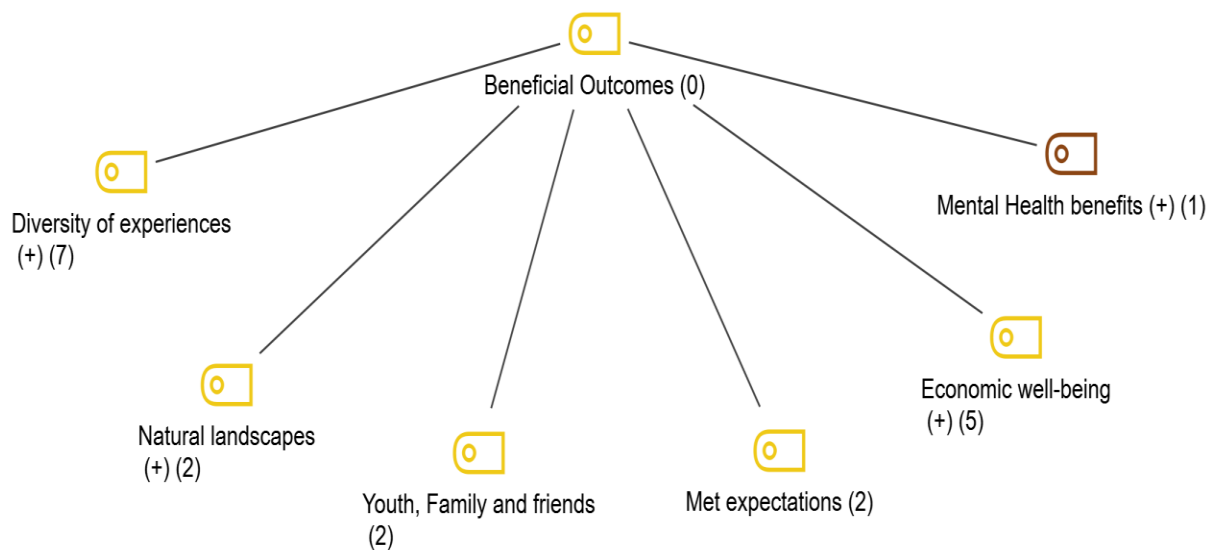 Beneficial Outcomes (0)
Mental Health benefits (+) (1)
Diversity of experiences
(+) (7)
Economic well-being
(+) (5)
Natural landscapes
(+) (2)
Youth, Family and friends
(2)
Met expectations (2)